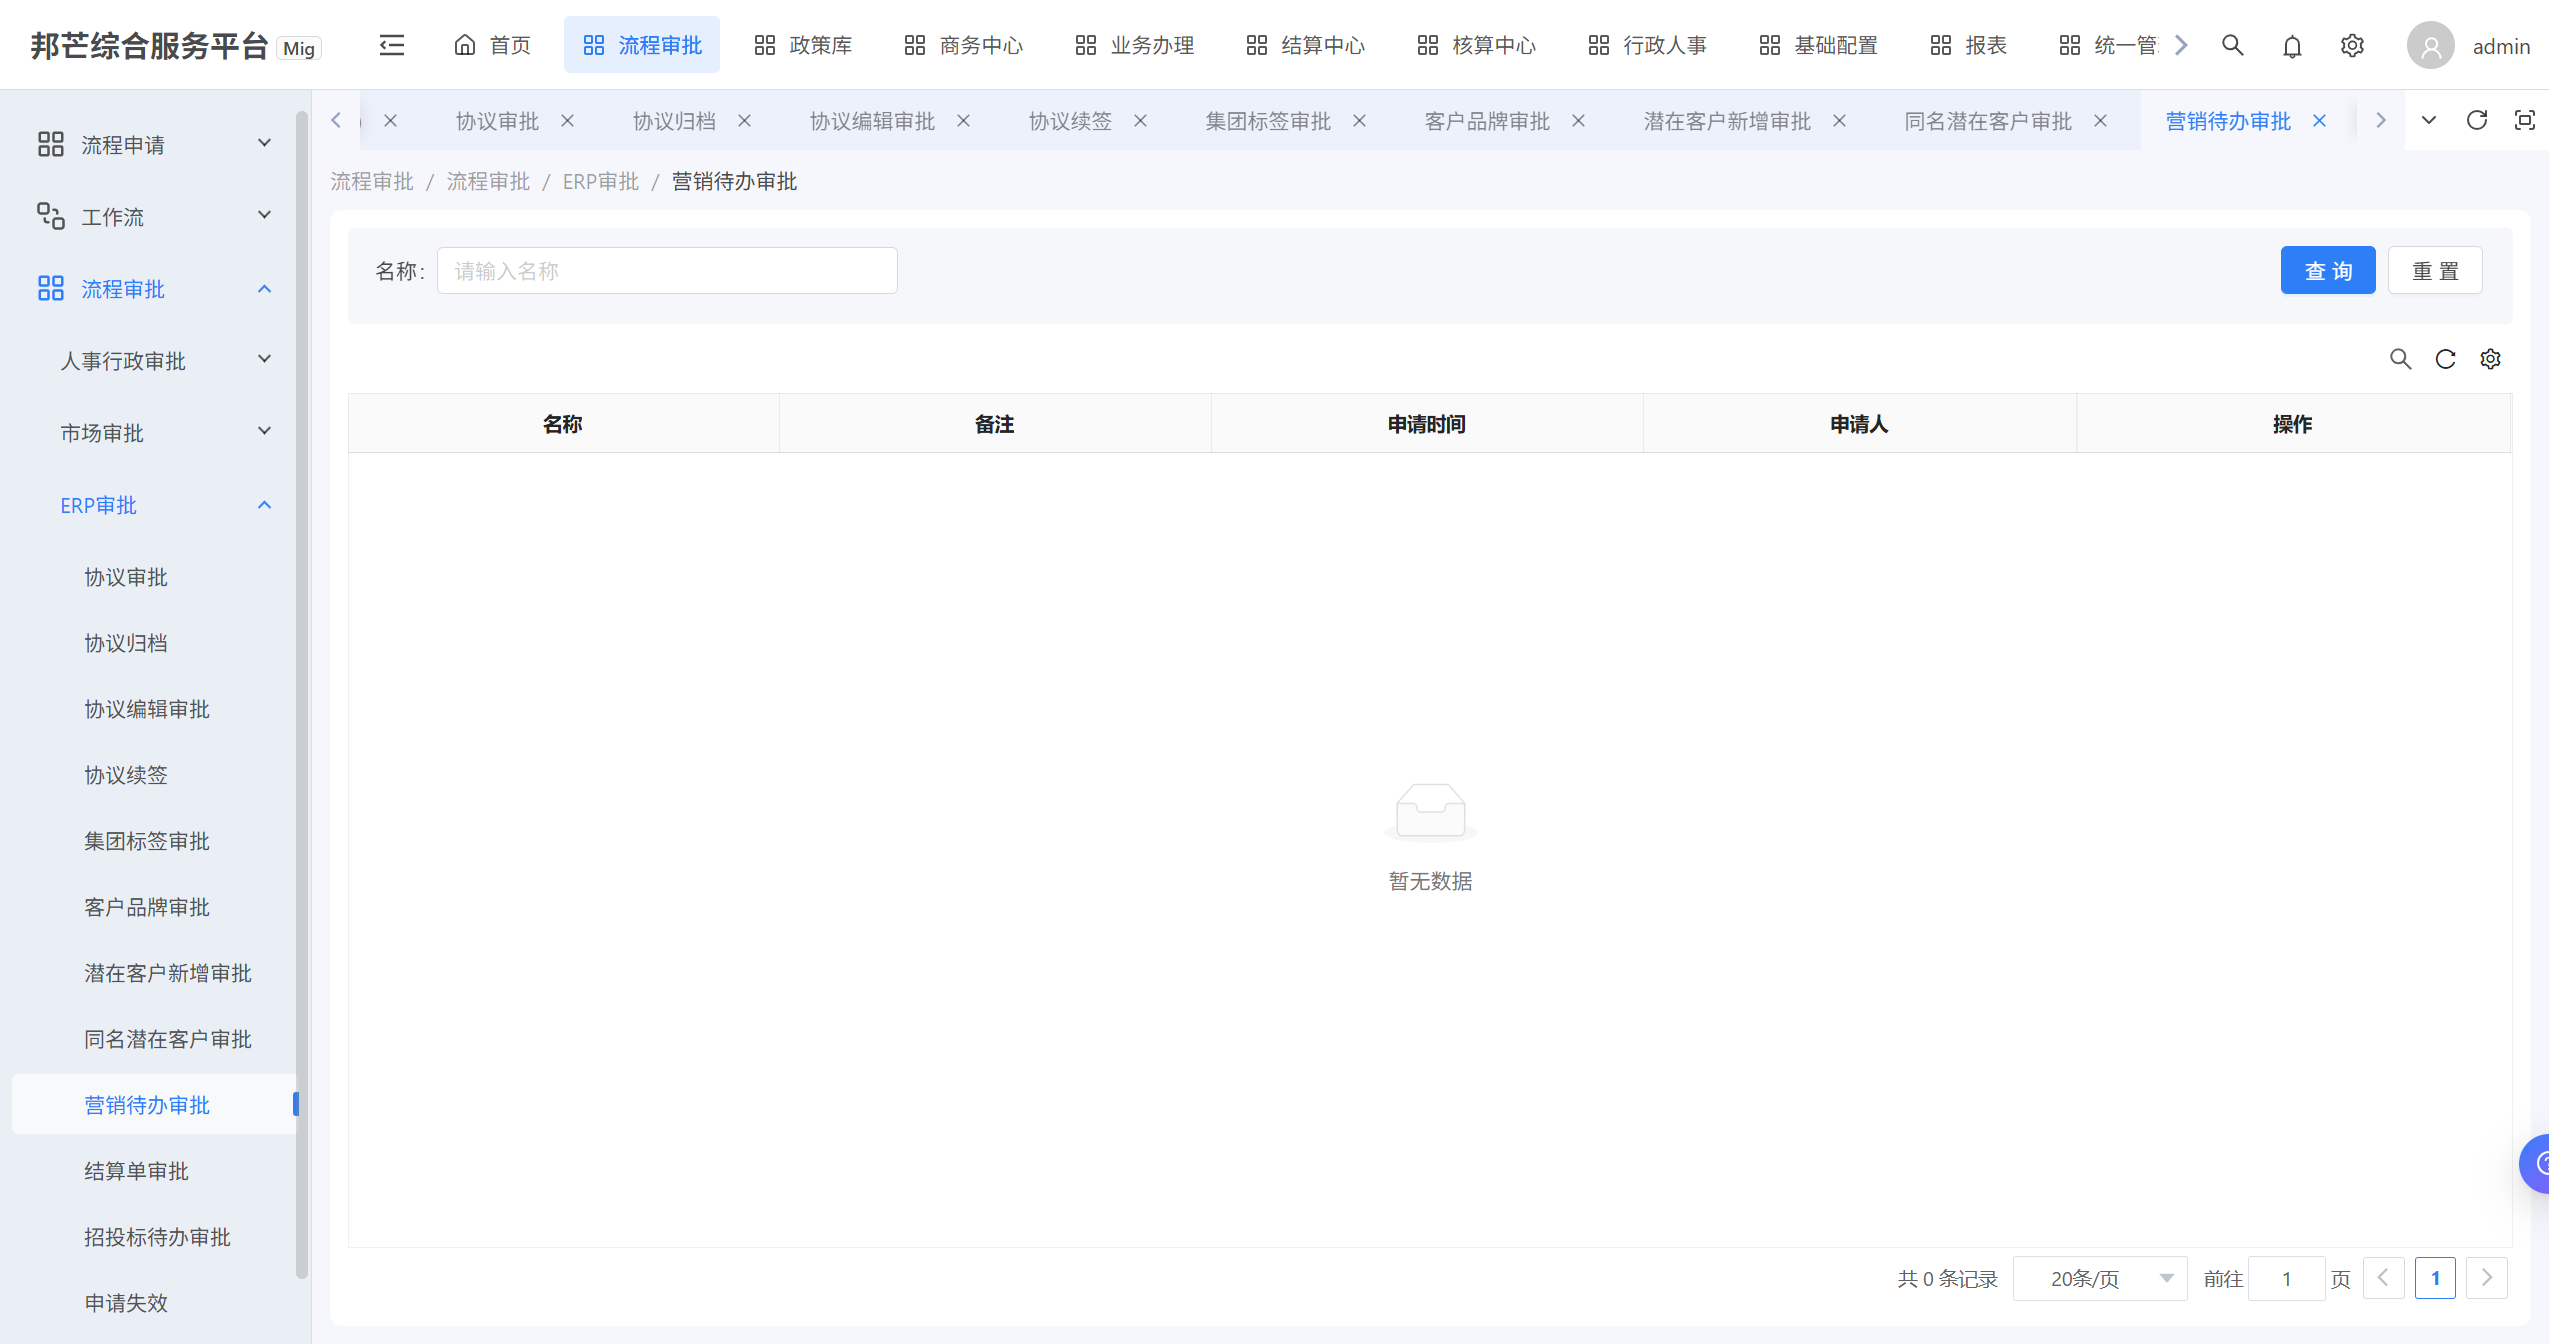 邦芒综合服务平台 Mig 首页 流程审批 政策库 商务中心 业务办理 结算中心 核算中心 行政人事 基础配置 报表 统一管 admin
协议审批 协议归档 协议编辑审批 协议续签 集团标签审批 客户品牌审批 潜在客户新增审批 同名潜在客户审批 营销待办审批
流程审批 / 流程审批 / ERP审批 / 营销待办审批
流程申请
工作流
流程审批
人事行政审批
市场审批
ERP审批
协议审批
协议归档
协议编辑审批
协议续签
集团标签审批
客户品牌审批
潜在客户新增审批
同名潜在客户审批
营销待办审批
结算单审批
招投标待办审批
申请失效
名称: 请输入名称 查 询 重 置
名称 备注 申请时间 申请人 操作
暂无数据
共 0 条记录 20条/页 前往 1 页 1